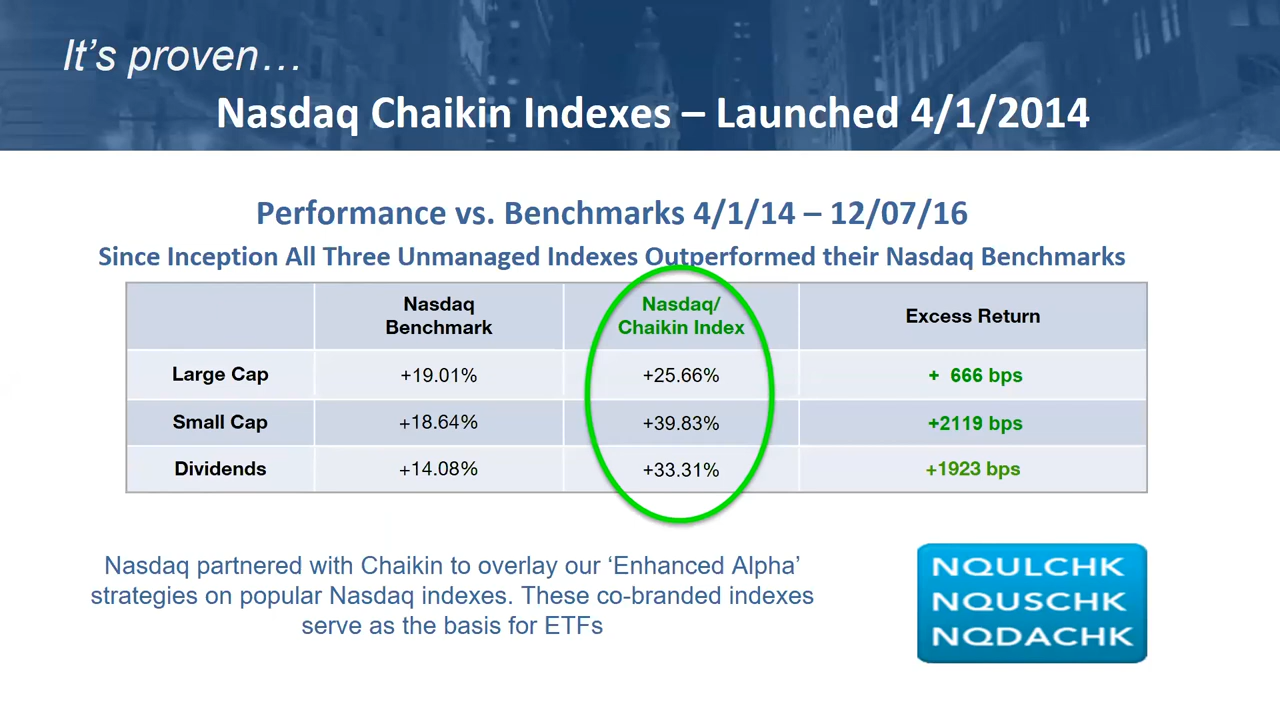 It’s proven…
Nasdaq Chaikin Indexes – Launched 4/1/2014
Performance vs. Benchmarks 4/1/14 – 12/07/16
Since Inception All Three Unmanaged Indexes Outperformed their Nasdaq Benchmarks
Nasdaq Benchmark
Nasdaq/ Chaikin Index
Excess Return
Large Cap +19.01% +25.66% + 666 bps
Small Cap +18.64% +39.83% +2119 bps
Dividends +14.08% +33.31% +1923 bps
Nasdaq partnered with Chaikin to overlay our ‘Enhanced Alpha’
strategies on popular Nasdaq indexes. These co-branded indexes
serve as the basis for ETFs
NQULCHK
NQUSCHK
NQDACHK